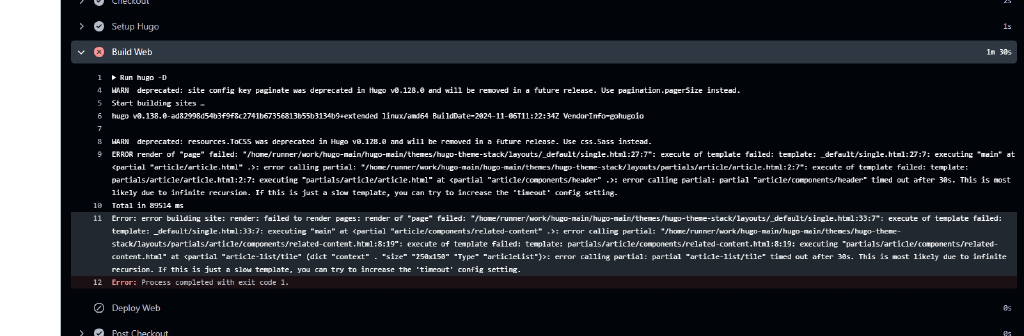 Checkout 2s
Setup Hugo 1s
Build Web 1m 30s
1 ▶ Run hugo -D
4 WARN deprecated: site config key paginate was deprecated in Hugo v0.128.0 and will be removed in a future release. Use pagination.pagerSize instead.
5 Start building sites …
6 hugo v0.138.0-ad82998d54b3f9f8c2741b67356813b55b3134b9+extended linux/amd64 BuildDate=2024-11-06T11:22:34Z VendorInfo=gohugoio
7
8 WARN deprecated: resources.ToCSS was deprecated in Hugo v0.128.0 and will be removed in a future release. Use css.Sass instead.
9 ERROR render of "page" failed: "/home/runner/work/hugo-main/hugo-main/themes/hugo-theme-stack/layouts/_default/single.html:27:7": execute of template failed: template: _default/single.html:27:7: executing "main" at
<partial "article/article.html" .>: error calling partial: "/home/runner/work/hugo-main/hugo-main/themes/hugo-theme-stack/layouts/partials/article/article.html:2:7": execute of template failed: template:
partials/article/article.html:2:7: executing "partials/article/article.html" at <partial "article/components/header" .>: error calling partial: partial "article/components/header" timed out after 30s. This is most
likely due to infinite recursion. If this is just a slow template, you can try to increase the 'timeout' config setting.
10 Total in 89514 ms
11 Error: error building site: render: failed to render pages: render of "page" failed: "/home/runner/work/hugo-main/hugo-main/themes/hugo-theme-stack/layouts/_default/single.html:33:7": execute of template failed:
template: _default/single.html:33:7: executing "main" at <partial "article/components/related-content" .>: error calling partial: "/home/runner/work/hugo-main/hugo-main/themes/hugo-theme-
stack/layouts/partials/article/components/related-content.html:8:19": execute of template failed: template: partials/article/components/related-content.html:8:19: executing "partials/article/components/related-
content.html" at <partial "article-list/tile" (dict "context" . "size" "250x150" "Type" "articleList")>: error calling partial: partial "article-list/tile" timed out after 30s. This is most likely due to infinite
recursion. If this is just a slow template, you can try to increase the 'timeout' config setting.
12 Error: Process completed with exit code 1.
Deploy Web 0s
Post Checkout 0s